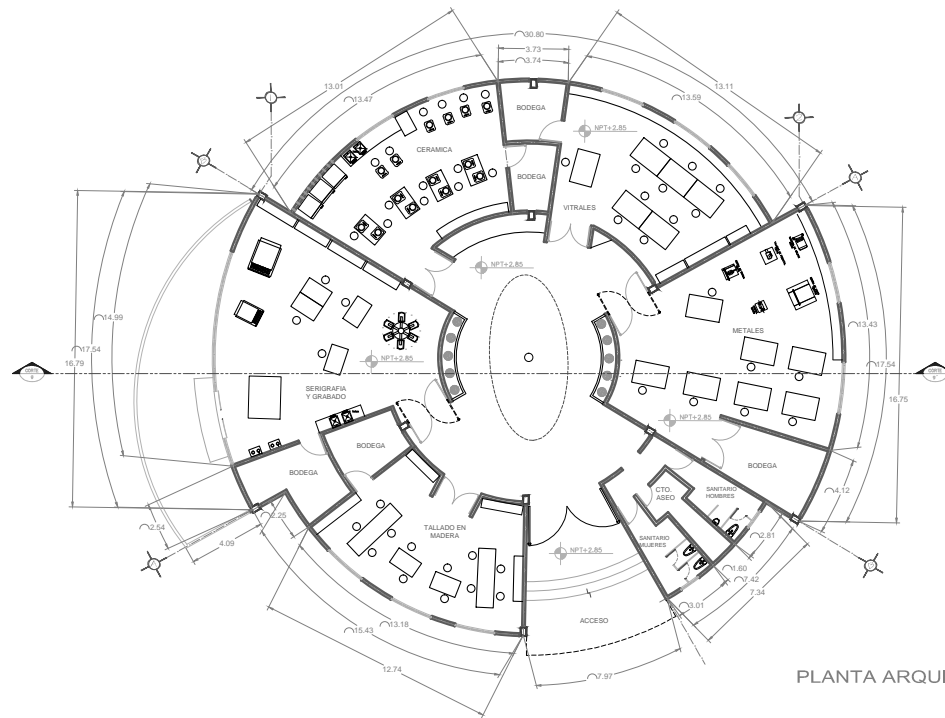 ⌒30.80
3.73
⌒3.74
13.01
13.11
⌒13.47
⌒13.59
BODEGA
NPT+2.85
CERAMICA
BODEGA
VITRALES
NPT+2.85
METALES
⌒14.99
⌒13.43
⌒17.54
⌒17.54
16.79
16.75
NPT+2.85
CORTE
CORTE
SERIGRAFIA
Y GRABADO
NPT+2.85
BODEGA
BODEGA
BODEGA
CTO.
ASEO
SANITARIO
HOMBRES
⌒4.12
⌒2.25
2.54
4.09
TALLADO EN
MADERA
SANITARIO
MUJERES
⌒2.81
NPT+2.85
⌒1.60
⌒7.42
7.34
⌒3.01
ACCESO
⌒13.18
⌒15.43
12.74
⌒7.97
PLANTA ARQUI